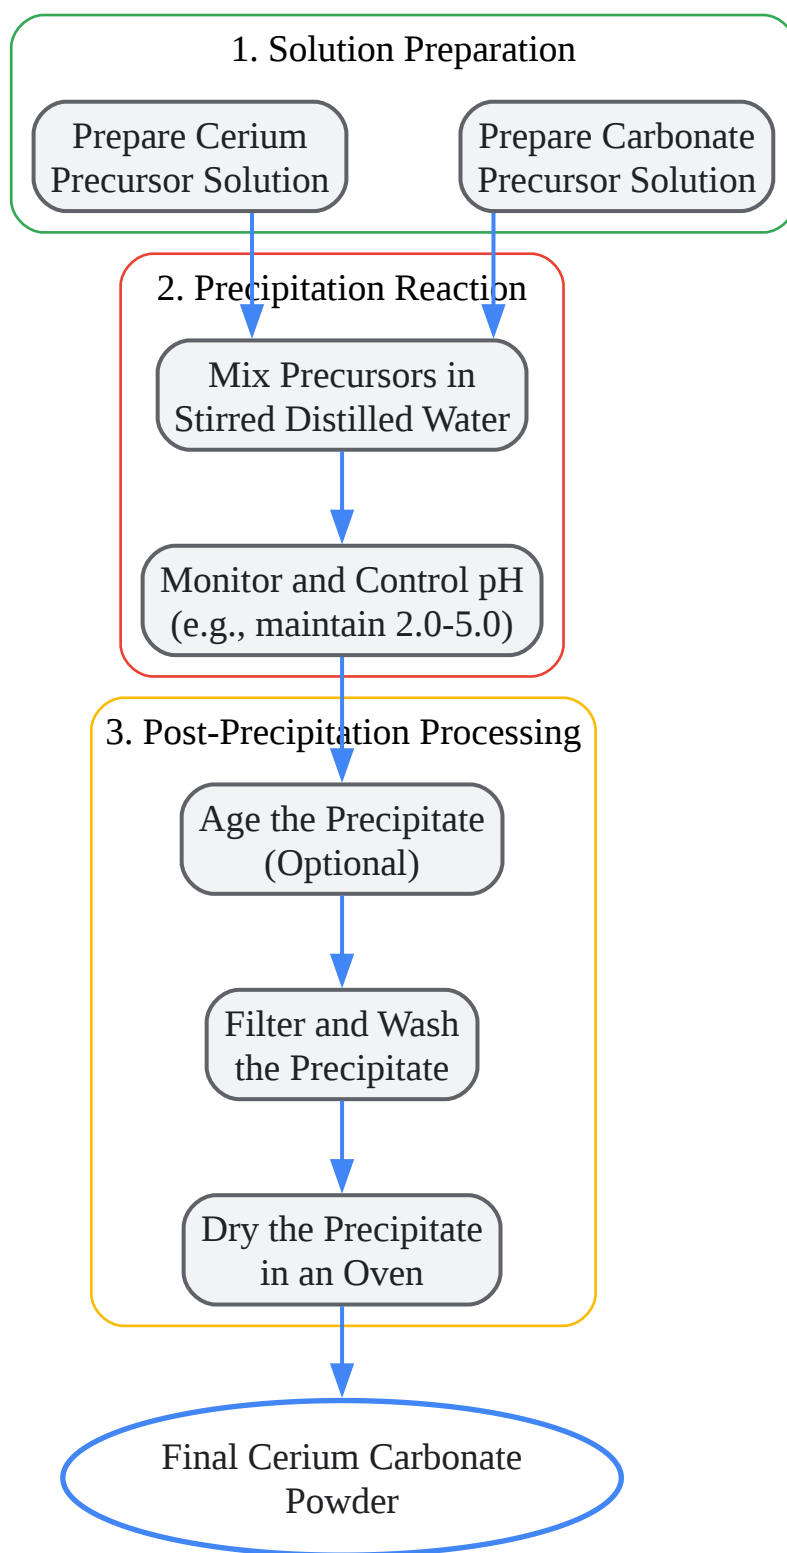 1. Solution Preparation
Prepare Cerium
Precursor Solution
Prepare Carbonate
Precursor Solution
2. Precipitation Reaction
Mix Precursors in
Stirred Distilled Water
Monitor and Control pH
(e.g., maintain 2.0-5.0)
3. Post-Precipitation Processing
Age the Precipitate
(Optional)
Filter and Wash
the Precipitate
Dry the Precipitate
in an Oven
Final Cerium Carbonate
Powder